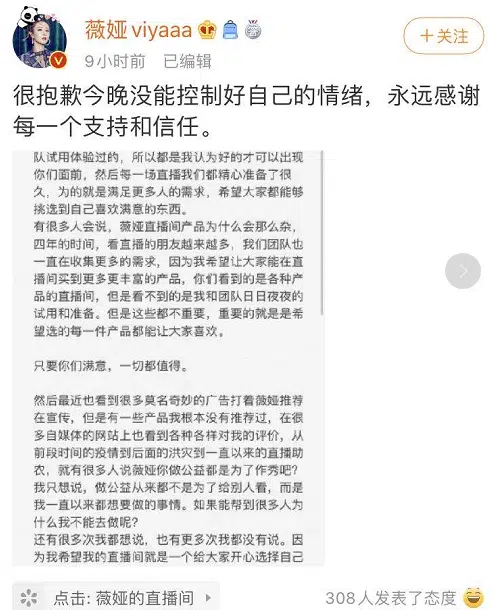 薇娅viyaaa
+关注
9小时前 已编辑
很抱歉今晚没能控制好自己的情绪，永远感谢
每一个支持和信任。
队试用体验过的，所以都是我认为好的才可以出现
你们面前，然后每一场直播我们都精心准备了很
久，为的就是满足更多人的需求，希望大家都能够
挑选到自己喜欢满意的东西。
有很多人会说，薇娅直播间产品为什么会那么杂，
四年的时间，看直播的朋友越来越多，我们团队也
一直在收集更多的需求，因为我希望让大家能在直
播间买到更多更丰富的产品，你们看到的是各种产
品的直播间，但是看不到的是我和团队日日夜夜的
试用和准备。但是这些都不重要，重要的就是是希
望选的每一件产品都能让大家喜欢。
只要你们满意，一切都值得。
然后最近也看到很多莫名奇妙的广告打着薇娅推荐
在宣传，但是有一些产品我根本没有推荐过，在很
多自媒体的网站上也看到各种各样对我的评价，从
前段时间的疫情到后面的洪灾到一直以来的直播助
农，就有很多人说薇娅你做公益都是为了作秀吧？
我只想说，做公益从来都不是为了给别人看，而是
我一直以来都想要做的事情。如果能帮到很多人为
什么我不能去做呢？
还有很多次我都想说，也有更多次我都没有说。因
为我希望我的直播间就是一个给大家开心选择自己
点击: 薇娅的直播间
308人发表了态度